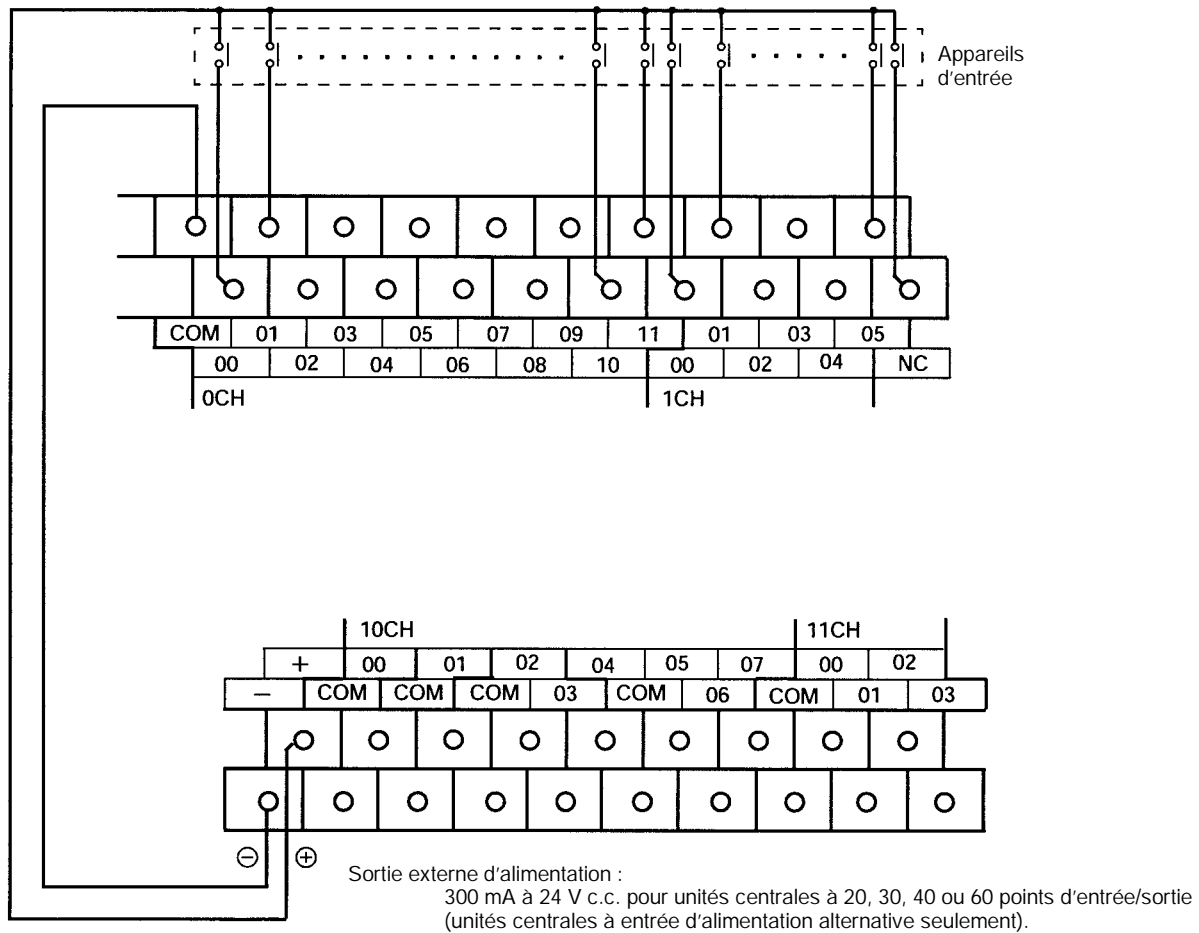 Appareils
d'entrée
COM 01 03 05 07 09 11 01 03 05
00 02 04 06 08 10 00 02 04 NC
0CH 1CH
10CH 11CH
+ 00 01 02 04 05 07 00 02
− COM COM COM 03 COM 06 COM 01 03
⊖ ⊕
Sortie externe d'alimentation :
300 mA à 24 V c.c. pour unités centrales à 20, 30, 40 ou 60 points d'entrée/sortie
(unités centrales à entrée d'alimentation alternative seulement).